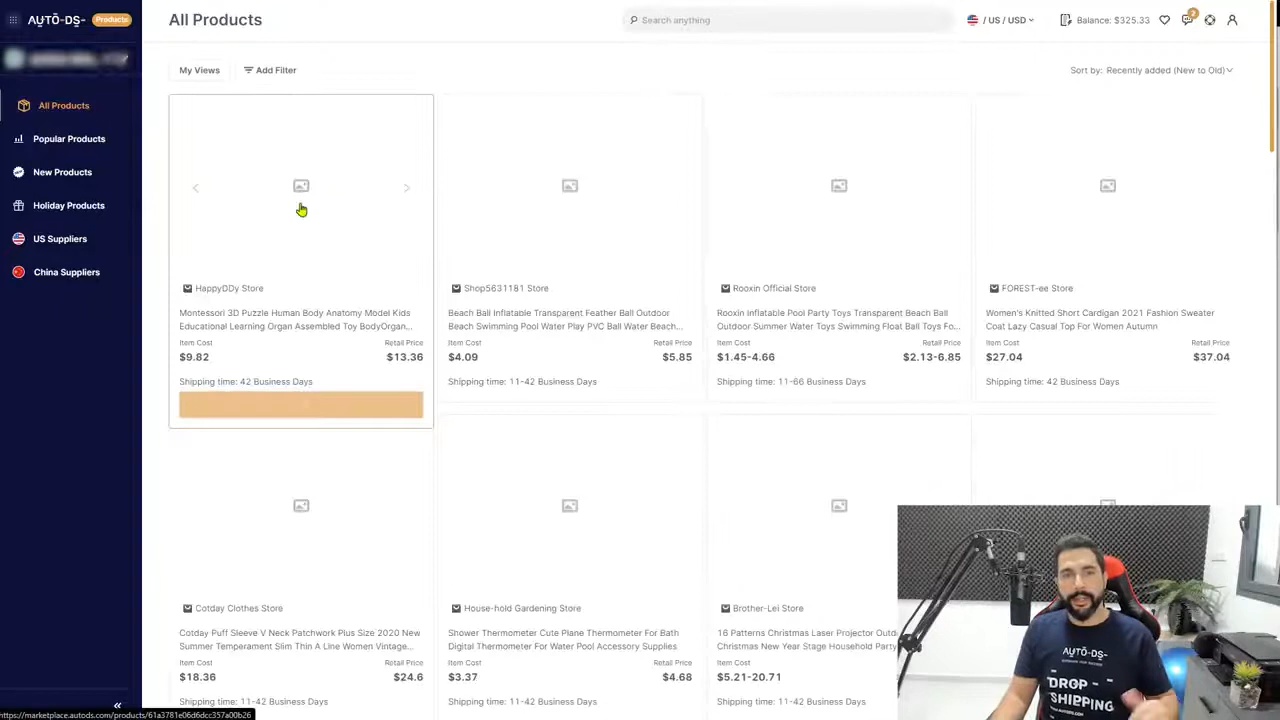 AUTO-DS- Products
All Products
Search anything
/ US / USD
Balance: $325.33
2
My Views
Add Filter
Sort by: Recently added (New to Old)
All Products
Popular Products
New Products
Holiday Products
US Suppliers
China Suppliers
HappyDDy Store
Montessori 3D Puzzle Human Body Anatomy Model Kids
Educational Learning Organ Assembled Toy BodyOrgan...
Item Cost Retail Price
$9.82 $13.36
Shipping time: 42 Business Days
Shop5631181 Store
Beach Ball Inflatable Transparent Feather Ball Outdoor
Beach Swimming Pool Water Play PVC Ball Water Beach...
Item Cost Retail Price
$4.09 $5.85
Shipping time: 11-42 Business Days
Rooxin Official Store
Rooxin Inflatable Pool Party Toys Transparent Beach Ball
Outdoor Summer Water Toys Swimming Float Ball Toys Fo...
Item Cost Retail Price
$1.45-4.66 $2.13-6.85
Shipping time: 11-66 Business Days
FOREST-ee Store
Women's Knitted Short Cardigan 2021 Fashion Sweater
Coat Lazy Casual Top For Women Autumn
Item Cost Retail Price
$27.04 $37.04
Shipping time: 42 Business Days
Cotday Clothes Store
Cotday Puff Sleeve V Neck Patchwork Plus Size 2020 New
Summer Temperament Slim Thin A Line Women Vintage...
Item Cost Retail Price
$18.36 $24.6
Shipping time: 11-42 Business Days
House-hold Gardening Store
Shower Thermometer Cute Plane Thermometer For Bath
Digital Thermometer For Water Pool Accessory Supplies
Item Cost Retail Price
$3.37 $4.68
Shipping time: 11-42 Business Days
Brother-Lei Store
16 Patterns Christmas Laser Projector Outd
Christmas New Year Stage Household Party
Item Cost
$5.21-20.71
Shipping time: 11-42 Business Days
https://marketplace.autods.com/products/61a3781e06d6dcc357a00b26
AUTO-DS-
DROP
SHIPPING